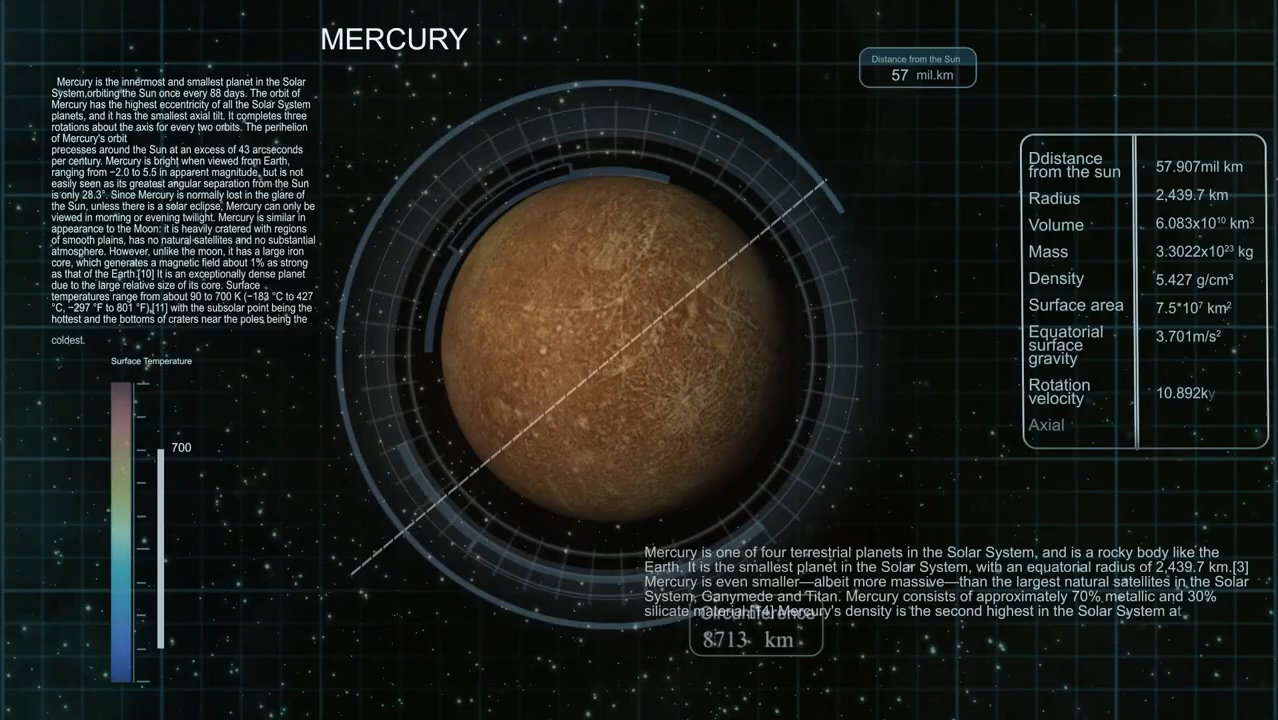 MERCURY
Mercury is the innermost and smallest planet in the Solar
System,orbiting the Sun once every 88 days. The orbit of
Mercury has the highest eccentricity of all the Solar System
planets, and it has the smallest axial tilt. It completes three
rotations about the axis for every two orbits. The perihelion
of Mercury's orbit
precesses around the Sun at an excess of 43 arcseconds
per century. Mercury is bright when viewed from Earth,
ranging from −2.0 to 5.5 in apparent magnitude, but is not
easily seen as its greatest angular separation from the Sun
is only 28.3°. Since Mercury is normally lost in the glare of
the Sun, unless there is a solar eclipse, Mercury can only be
viewed in morning or evening twilight. Mercury is similar in
appearance to the Moon: it is heavily cratered with regions
of smooth plains, has no natural satellites and no substantial
atmosphere. However, unlike the moon, it has a large iron
core, which generates a magnetic field about 1% as strong
as that of the Earth.[10] It is an exceptionally dense planet
due to the large relative size of its core. Surface
temperatures range from about 90 to 700 K (−183 °C to 427
°C, −297 °F to 801 °F),[11] with the subsolar point being the
hottest and the bottoms of craters near the poles being the
coldest.
Surface Temperature
700
Distance from the Sun
57 mil.km
Ddistance
from the sun
57.907mil km
Radius
2,439.7 km
Volume
6.083x10¹⁰ km³
Mass
3.3022x10²³ kg
Density
5.427 g/cm³
Surface area
7.5*10⁷ km²
Equatorial
surface
gravity
3.701m/s²
Rotation
velocity
10.892ky
Axial
Mercury is one of four terrestrial planets in the Solar System, and is a rocky body like the
Earth. It is the smallest planet in the Solar System, with an equatorial radius of 2,439.7 km.[3]
Mercury is even smaller—albeit more massive—than the largest natural satellites in the Solar
System, Ganymede and Titan. Mercury consists of approximately 70% metallic and 30%
silicate material.[14] Mercury's density is the second highest in the Solar System at
Circumference
8713 km